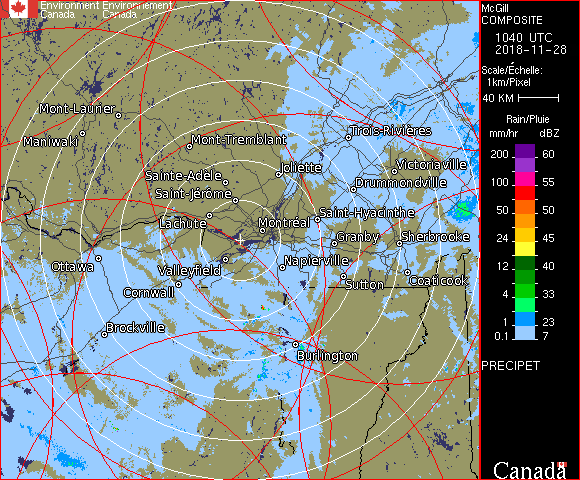 Environment Environnement
Canada Canada
McGill
COMPOSITE
1040 UTC
2018-11-28
Scale/Échelle:
1km/Pixel
40 KM
Rain/Pluie
mm/hr dBZ
200 60
100 55
50 50
24 45
12 40
4 33
1 23
0.1 7
PRECIPET
Canada
Mont-Laurier
Maniwaki
Mont-Tremblant
Trois-Rivières
Joliette
Victoriaville
Sainte-Adèle
Drummondville
Saint-Jérôme
Lachute
Saint-Hyacinthe
Montréal
Granby
Sherbrooke
Ottawa
Valleyfield
Napierville
Cornwall
Sutton
Coaticook
Brockville
Burlington